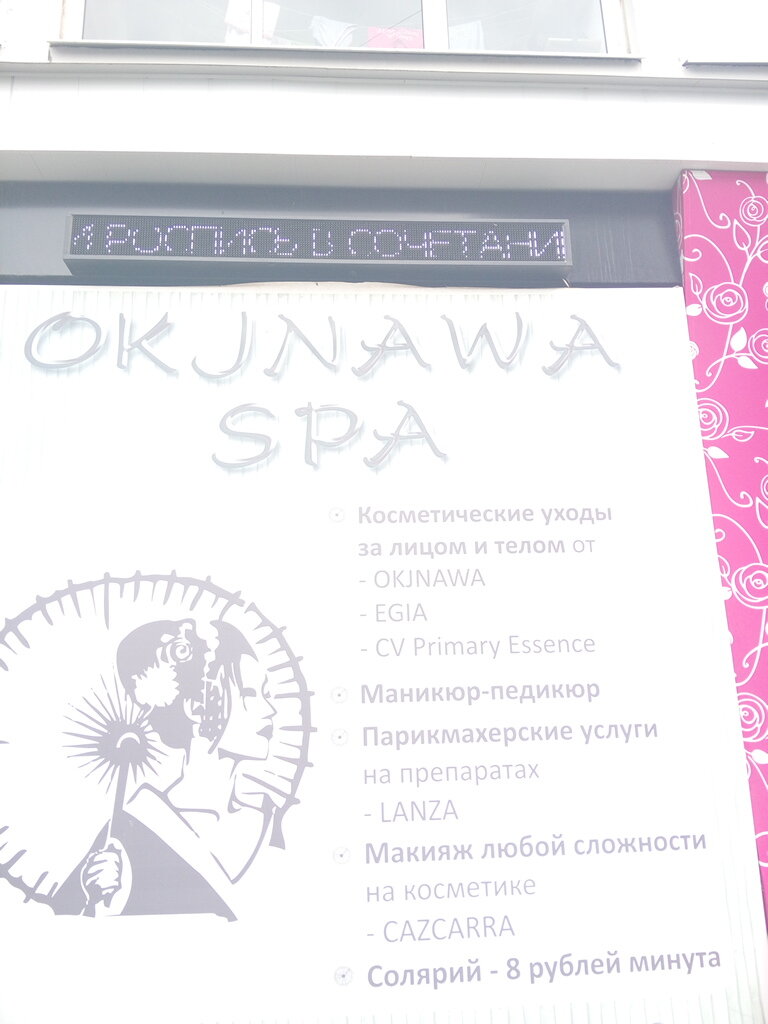 И РОСПИСЬ В СОЧЕТАНИ
OKJNAWA
SPA
Косметические уходы
за лицом и телом от
- OKJNAWA
- EGIA
- CV Primary Essence
Маникюр-педикюр
Парикмахерские услуги
на препаратах
- LANZA
Макияж любой сложности
на косметике
- CAZCARRA
Солярий - 8 рублей минута